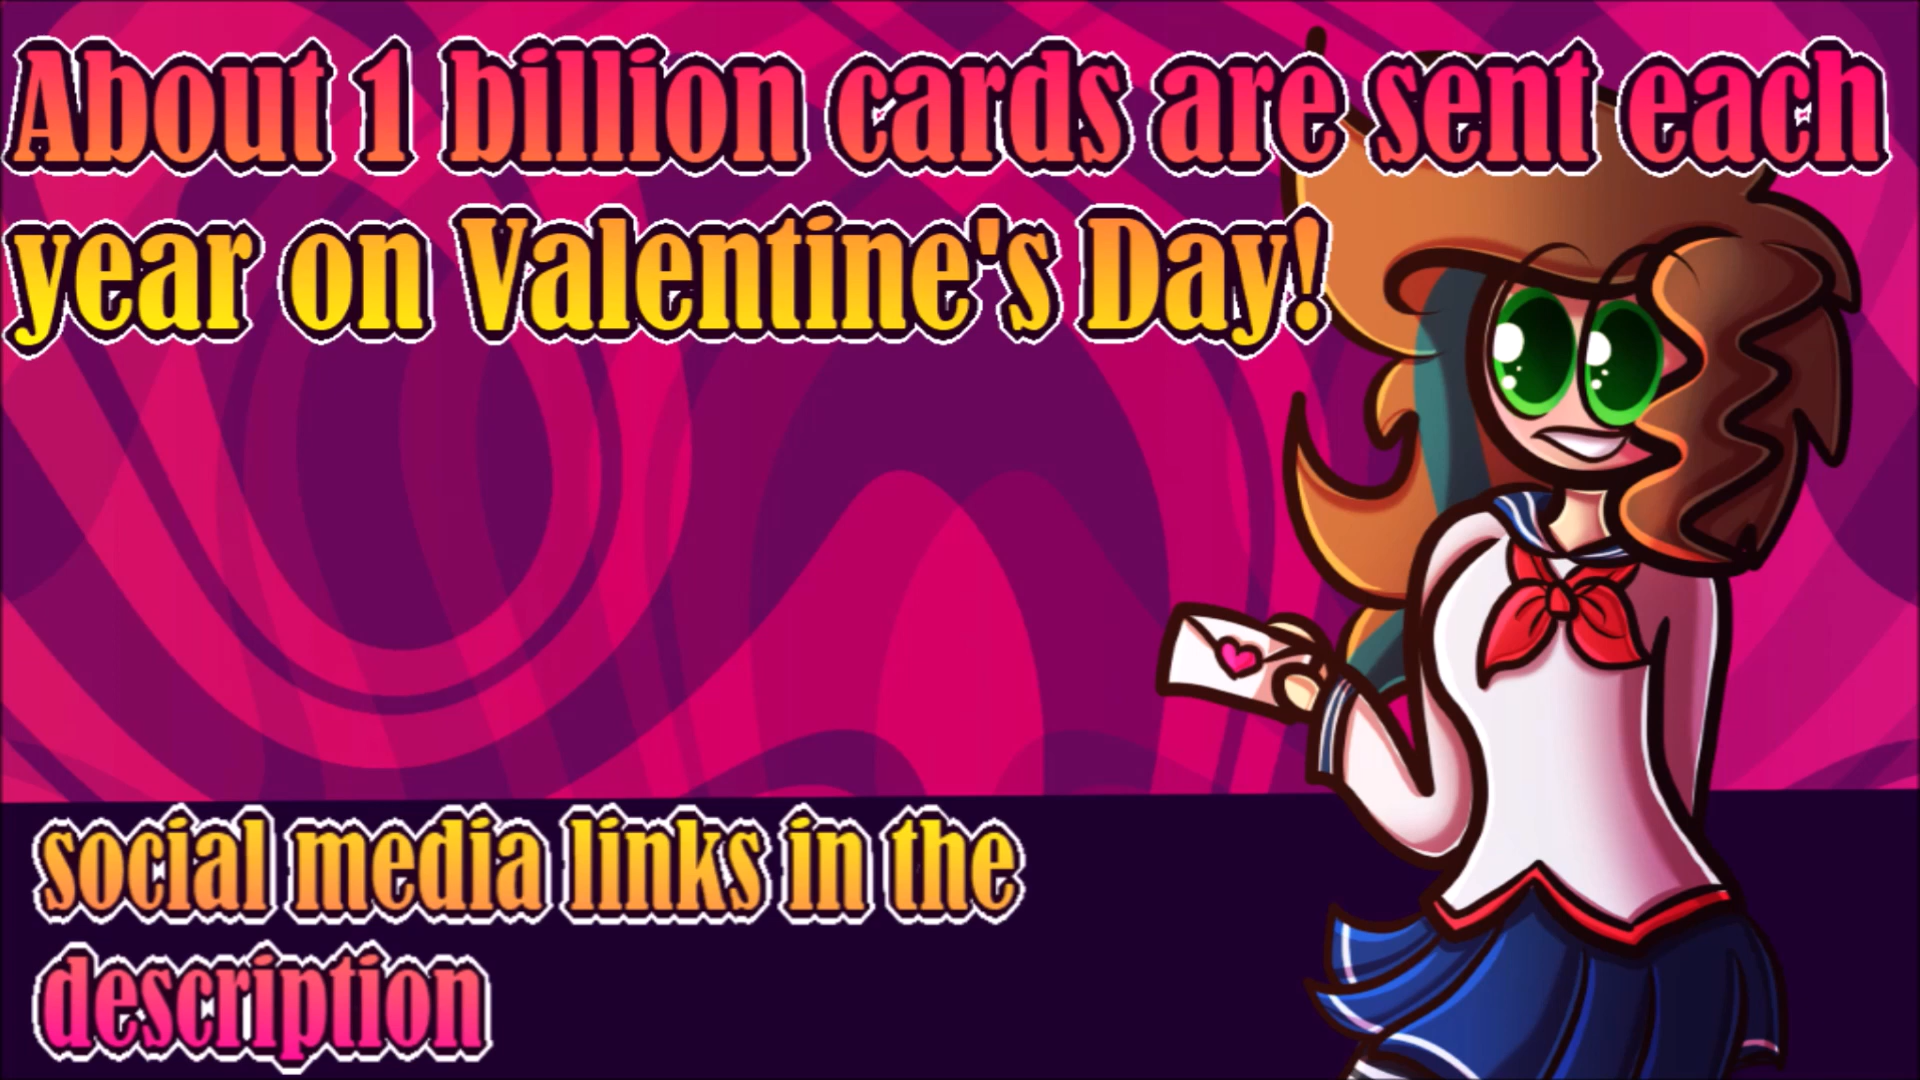 About 1 billion cards are sent each
year on Valentine's Day!
social media links in the
description